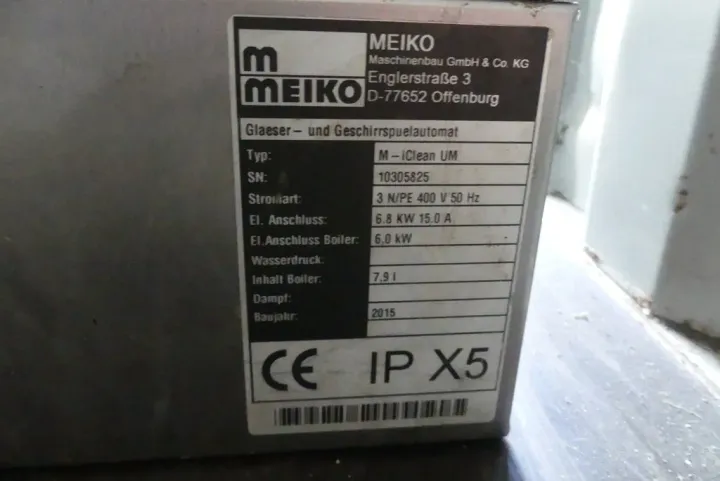 m
MEIKO
MEIKO
Maschinenbau GmbH & Co. KG
Englerstraße 3
D-77652 Offenburg
Glaeser- und Geschirrspuelautomat
Typ: M-iClean UM
SN: 10305825
Stromart: 3 N/PE 400 V 50 Hz
El. Anschluss: 6.8 KW 15.0 A
El.Anschluss Boiler: 6,0 kW
Wasserdruck:
Inhalt Boiler: 7,9 l
Dampf:
Baujahr: 2015
CE IP X5